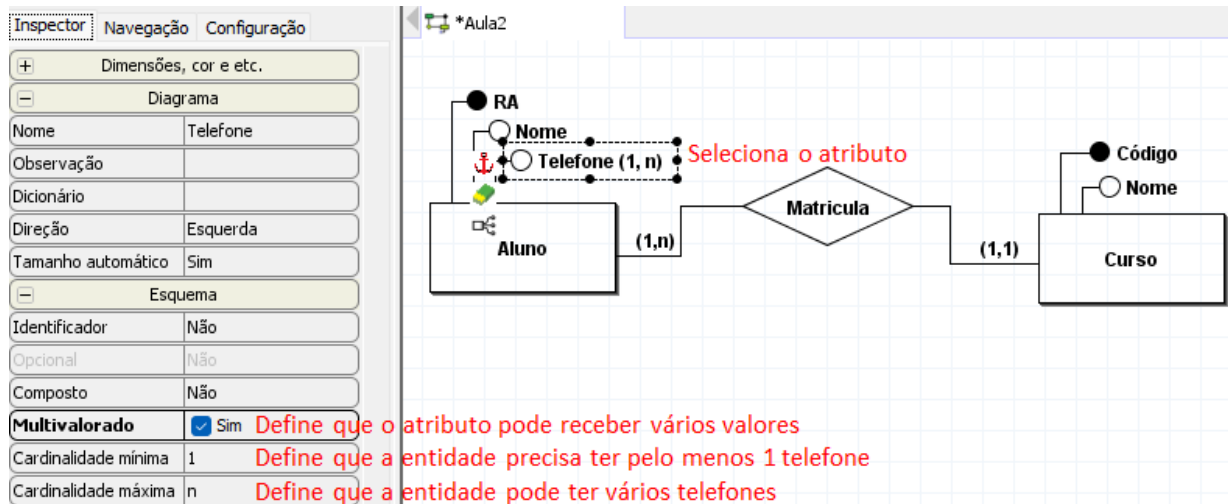 Inspector Navegação Configuração
*Aula2
Dimensões, cor e etc.
Diagrama
Nome Telefone
Observação
Dicionário
Direção Esquerda
Tamanho automático Sim
Esquema
Identificador Não
Opcional Não
Composto Não
Multivalorado Sim Define que o atributo pode receber vários valores
Cardinalidade mínima 1 Define que a entidade precisa ter pelo menos 1 telefone
Cardinalidade máxima n Define que a entidade pode ter vários telefones
RA
Nome
Telefone (1, n) Seleciona o atributo
Aluno
(1,n)
Matricula
(1,1)
Código
Nome
Curso